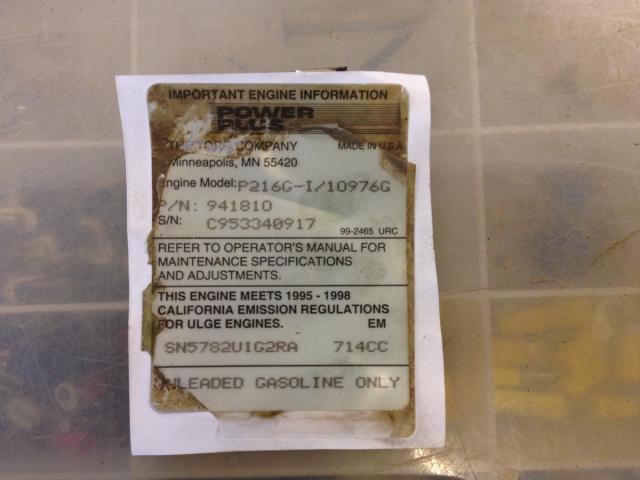 IMPORTANT ENGINE INFORMATION
POWER
PLUS
COMPANY MADE IN U.S.A
Minneapolis, MN 55420
Engine Model: P216G-I/10976G
P/N: 941810
S/N: C953340917
99-2465 URC
REFER TO OPERATOR'S MANUAL FOR
MAINTENANCE SPECIFICATIONS
AND ADJUSTMENTS.
THIS ENGINE MEETS 1995 - 1998
CALIFORNIA EMISSION REGULATIONS
FOR ULGE ENGINES. EM
SN5782U1G2RA 714CC
UNLEADED GASOLINE ONLY